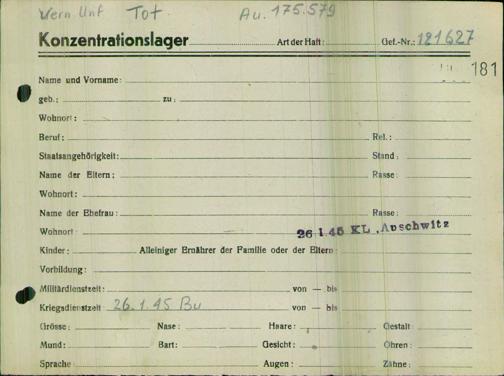 Vern Unf Tot. Au. 175.579
Konzentrationslager Art der Haft: Gef.-Nr.: 121627
181
Name und Vorname:
geb.: zu:
Wohnort:
Beruf: Rel.:
Staatsangehörigkeit: Stand:
Name der Eltern: Rasse:
Wohnort:
Name der Ehefrau: Rasse:
Wohnort 26.1.45 KL. Auschwitz
Kinder: Alleiniger Ernährer der Familie oder der Eltern:
Vorbildung:
Militärdienstzeit: von — bis
Kriegsdienstzeit 26.1.45 Bu von — bis
Grösse: Nase: Haare: Gestalt:
Mund: Bart: Gesicht: Ohren:
Sprache: Augen: Zähne: